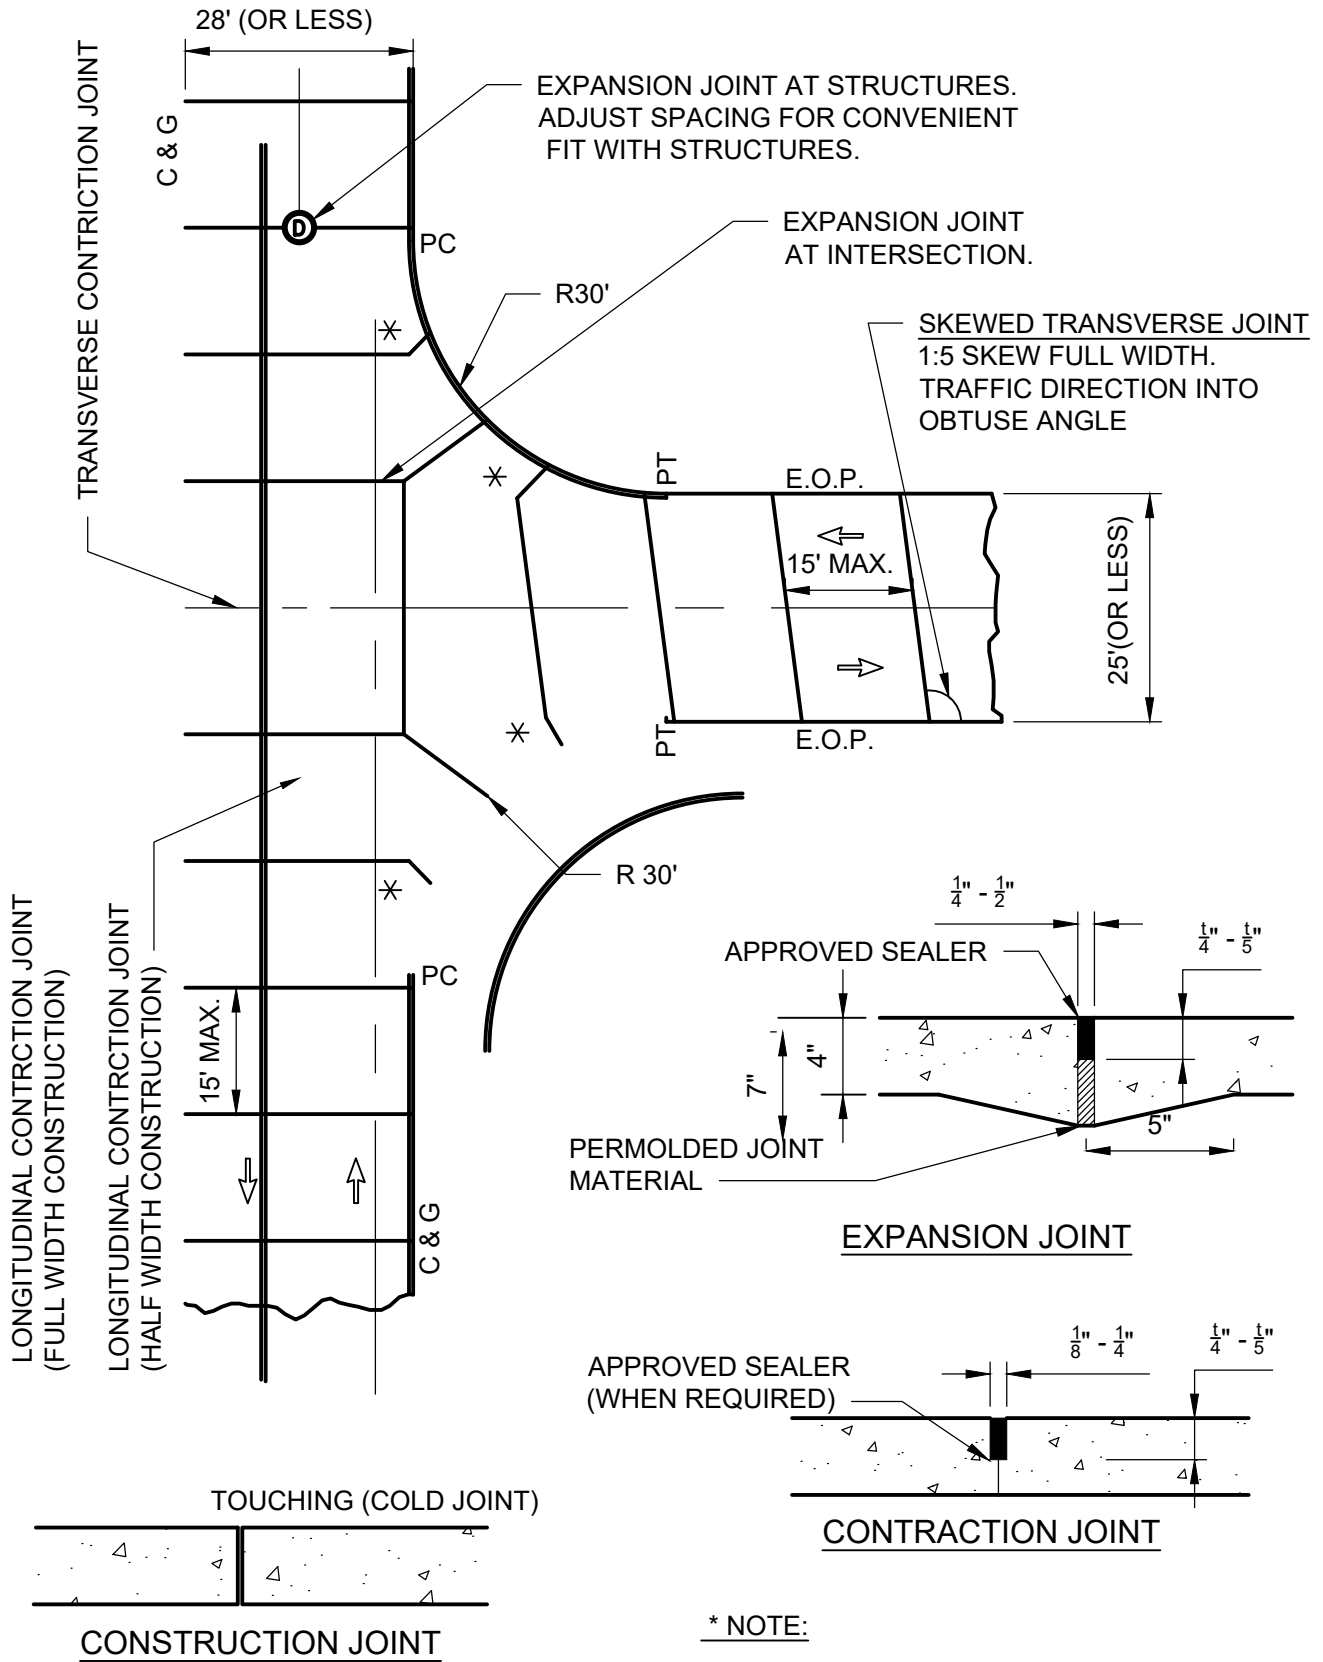 28' (OR LESS)
TRANSVERSE CONTRICTION JOINT
C & G
EXPANSION JOINT AT STRUCTURES.
ADJUST SPACING FOR CONVENIENT
FIT WITH STRUCTURES.
D
PC
EXPANSION JOINT
AT INTERSECTION.
R30'
*
SKEWED TRANSVERSE JOINT
1:5 SKEW FULL WIDTH.
TRAFFIC DIRECTION INTO
OBTUSE ANGLE
*
PT
E.O.P.
15' MAX.
25'(OR LESS)
*
PT
E.O.P.
R 30'
*
LONGITUDINAL CONTRCTION JOINT
(FULL WIDTH CONSTRUCTION)
LONGITUDINAL CONTRCTION JOINT
(HALF WIDTH CONSTRUCTION)
PC
15' MAX.
C & G
1/4" - 1/2"
t/4" - t/5"
APPROVED SEALER
4"
7"
5"
PERMOLDED JOINT
MATERIAL
EXPANSION JOINT
1/8" - 1/4"
t/4" - t/5"
APPROVED SEALER
(WHEN REQUIRED)
CONTRACTION JOINT
TOUCHING (COLD JOINT)
CONSTRUCTION JOINT
* NOTE: